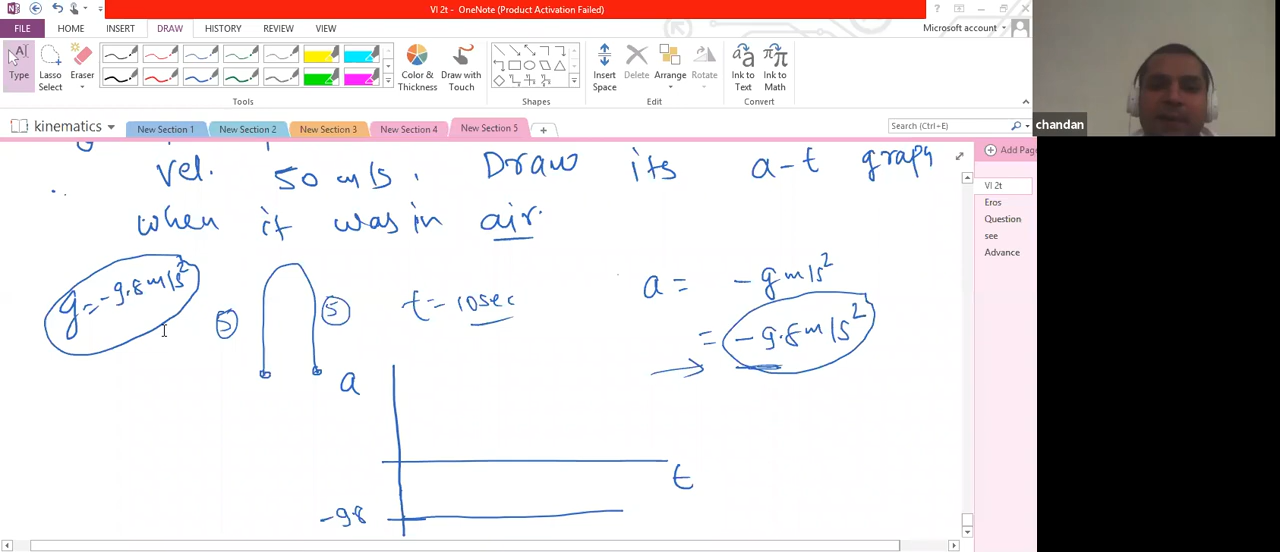 VI 2t - OneNote (Product Activation Failed)
Microsoft account
FILE HOME INSERT DRAW HISTORY REVIEW VIEW
Type
Lasso Select
Eraser
Color & Thickness
Draw with Touch
Insert Space
Delete
Arrange
Rotate
Ink to Text
Ink to Math
Tools Shapes Edit Convert
kinematics New Section 1 New Section 2 New Section 3 New Section 4 New Section 5
Search (Ctrl+E)
chandan
Add Pag
VI 2t
Eros
Question
see
Advance
vel. 50 m/s. Draw its a-t graph
when it was in air.
g = -9.8 m/s²
5
5
t = 10 sec
a = -g m/s²
= -9.8 m/s²
a
t
-9.8